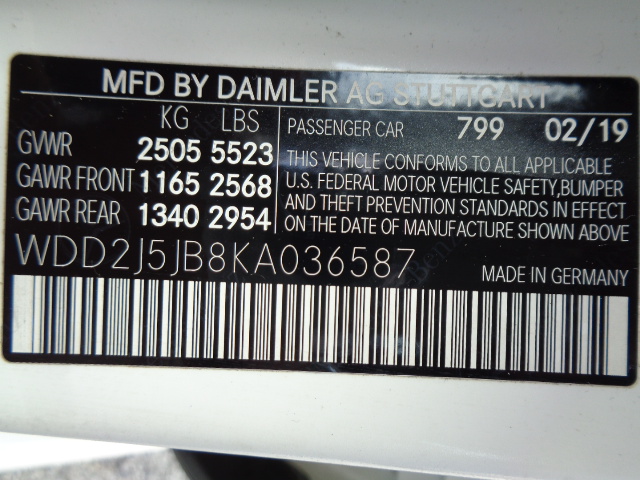 MFD BY DAIMLER AG STUTTGART
KG LBS
PASSENGER CAR 799 02/19
GVWR 2505 5523
THIS VEHICLE CONFORMS TO ALL APPLICABLE
GAWR FRONT 1165 2568
U.S. FEDERAL MOTOR VEHICLE SAFETY,BUMPER
AND THEFT PREVENTION STANDARDS IN EFFECT
GAWR REAR 1340 2954
ON THE DATE OF MANUFACTURE SHOWN ABOVE
WDD2J5JB8KA036587
MADE IN GERMANY